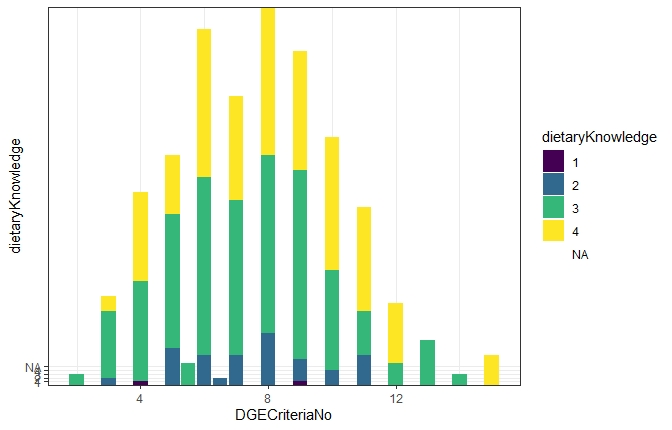 dietaryKnowledge
NA
4
8
12
DGECriteriaNo
dietaryKnowledge
1
2
3
4
NA